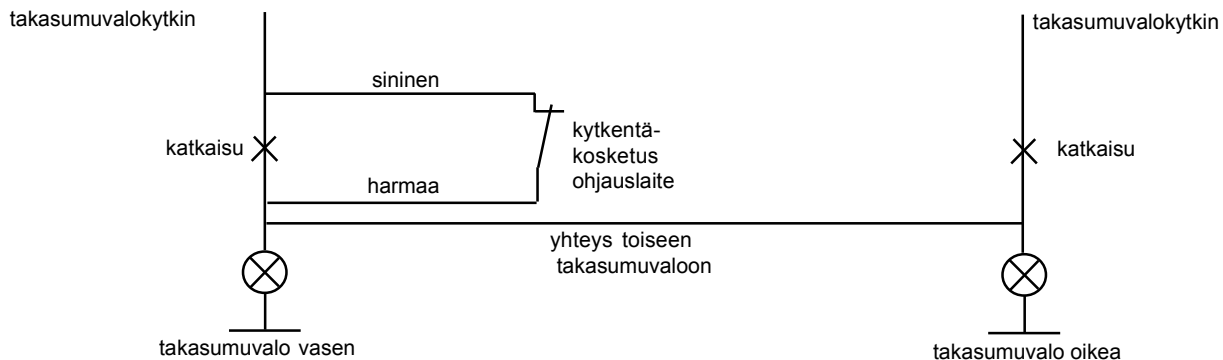 takasumuvalokytkin
takasumuvalokytkin
sininen
katkaisu
kytkentä-
kosketus
ohjauslaite
katkaisu
harmaa
yhteys toiseen
takasumuvaloon
takasumuvalo vasen
takasumuvalo oikea